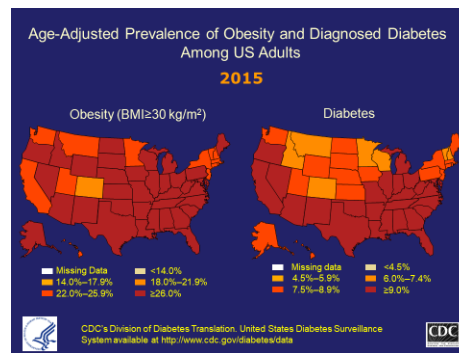 Age-Adjusted Prevalence of Obesity and Diagnosed Diabetes
Among US Adults
2015
Obesity (BMI≥30 kg/m²)
Diabetes
Missing Data
<14.0%
14.0%–17.9%
18.0%–21.9%
22.0%–25.9%
≥26.0%
Missing data
<4.5%
4.5%–5.9%
6.0%–7.4%
7.5%–8.9%
≥9.0%
CDC's Division of Diabetes Translation. United States Diabetes Surveillance
System available at http://www.cdc.gov/diabetes/data
CDC